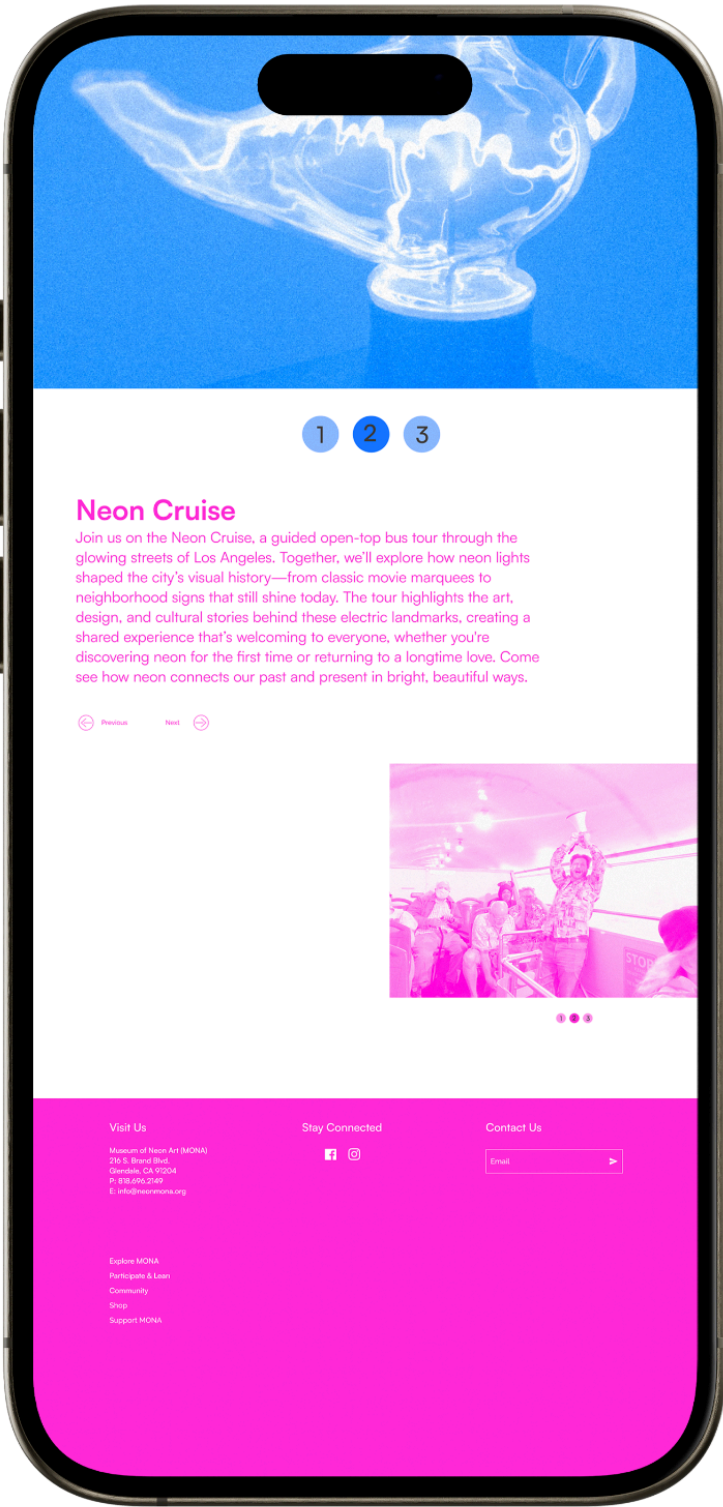 1 2 3
Neon Cruise
Join us on the Neon Cruise, a guided open-top bus tour through the
glowing streets of Los Angeles. Together, we’ll explore how neon lights
shaped the city’s visual history—from classic movie marquees to
neighborhood signs that still shine today. The tour highlights the art,
design, and cultural stories behind these electric landmarks, creating a
shared experience that’s welcoming to everyone, whether you're
discovering neon for the first time or returning to a longtime love. Come
see how neon connects our past and present in bright, beautiful ways.
Previous Next
STOP
1 2 3
Visit Us
Museum of Neon Art (MONA)
216 S. Brand Blvd.
Glendale, CA 91204
P: 818.696.2149
E: info@neonmona.org
Stay Connected
Contact Us
Email
Explore MONA
Participate & Lean
Community
Shop
Support MONA